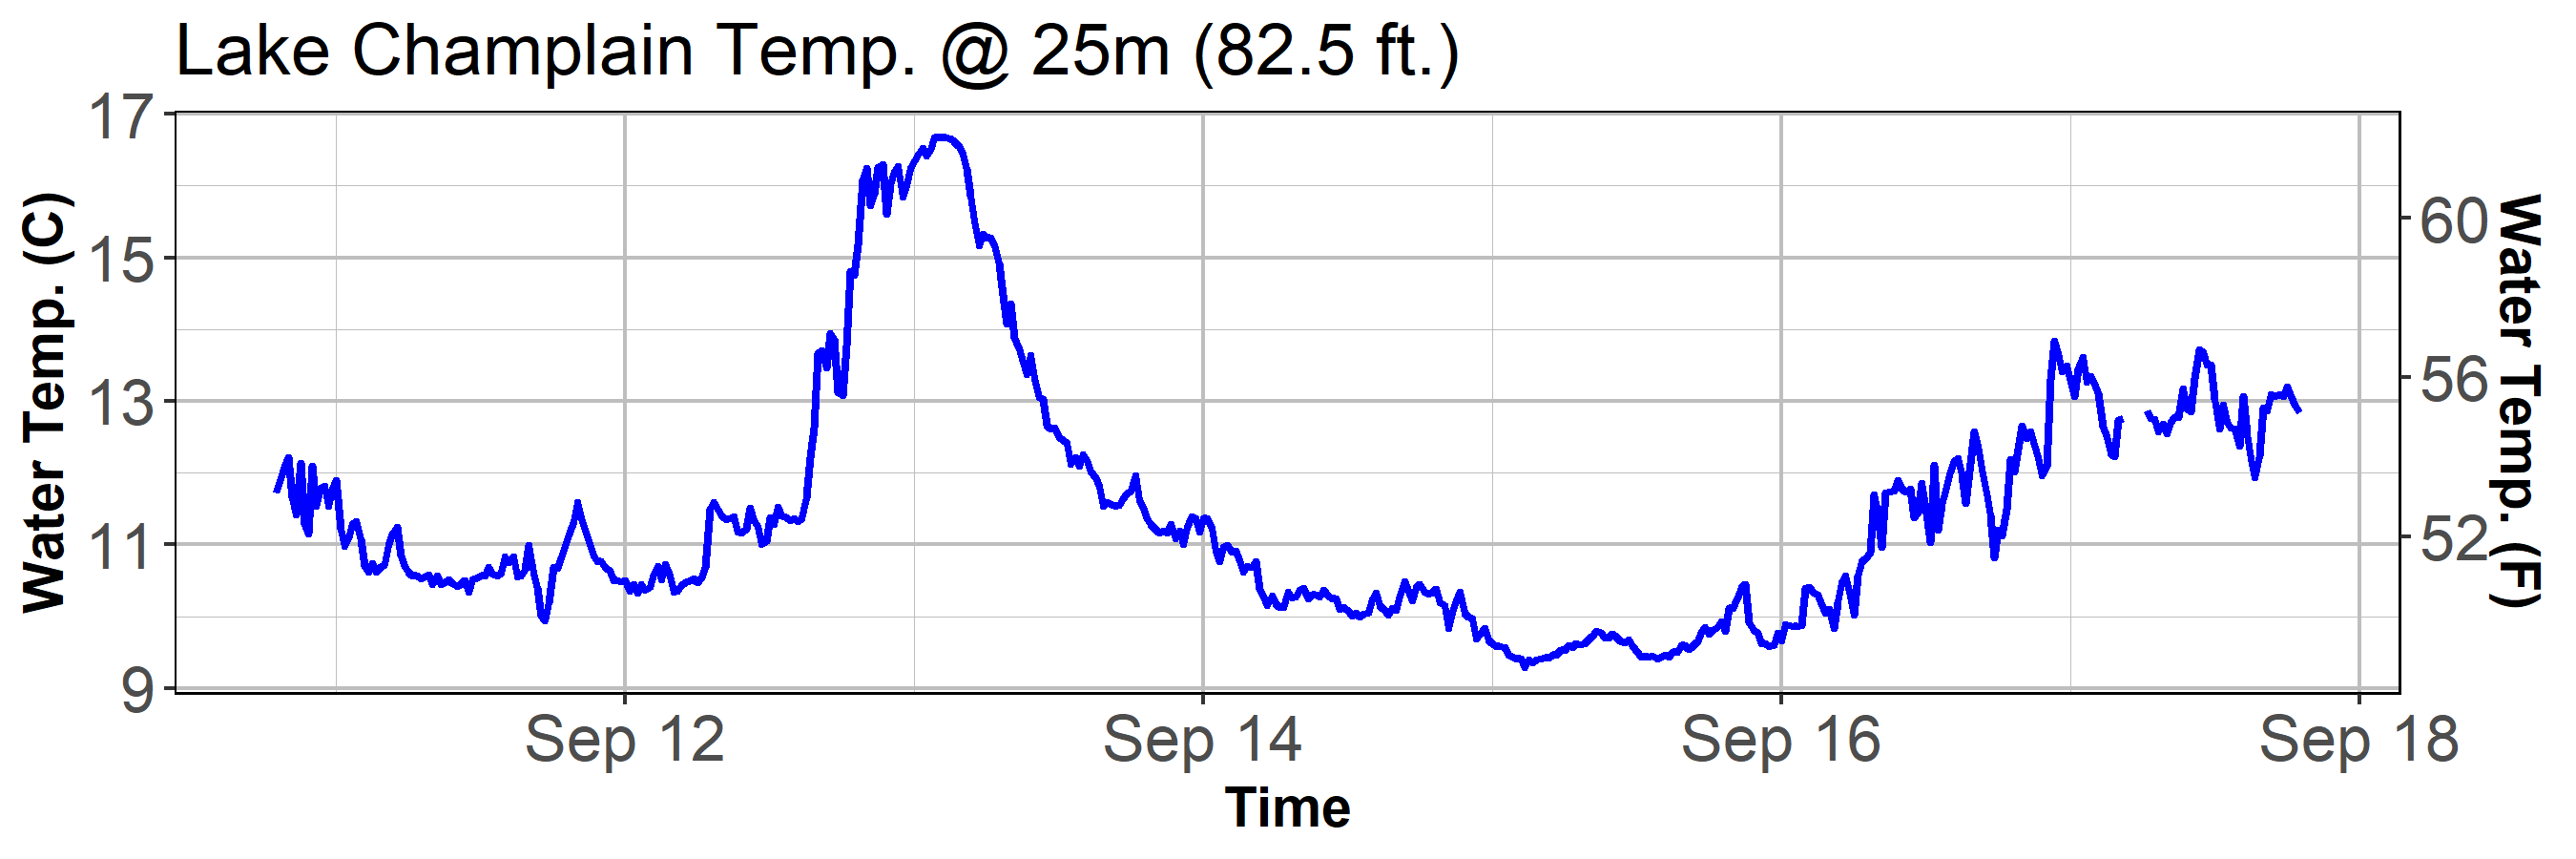 Lake Champlain Temp. @ 25m (82.5 ft.)
Water Temp. (C)
17
15
13
11
9
60
56
52
Water Temp. (F)
Sep 12 Sep 14 Sep 16 Sep 18
Time